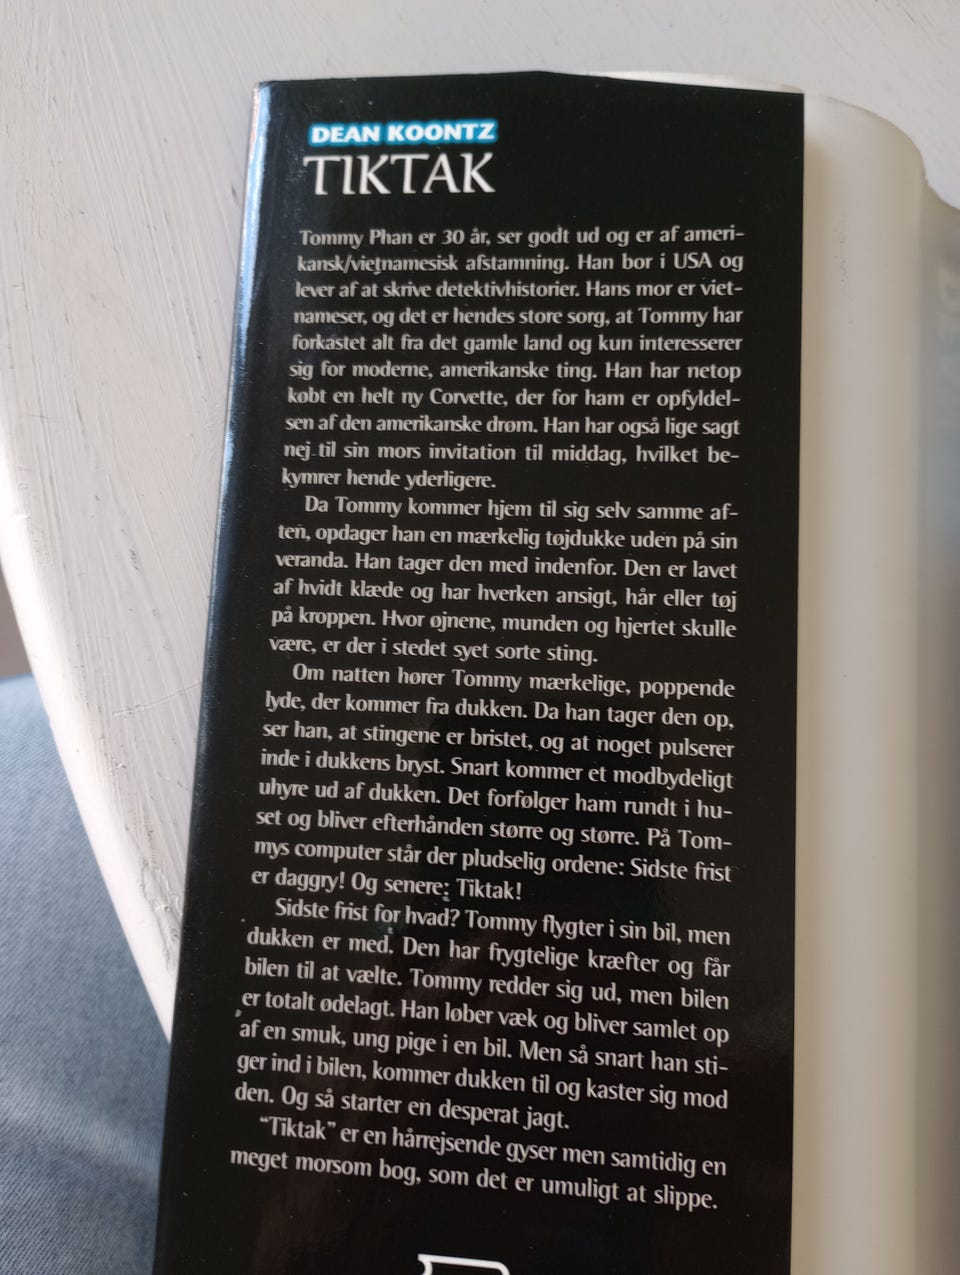 DEAN KOONTZ
TIKTAK
Tommy Phan er 30 år, ser godt ud og er af ameri-
kansk/vietnamesisk afstamning. Han bor i USA og
lever af at skrive detektivhistorier. Hans mor er viet-
nameser, og det er hendes store sorg, at Tommy har
forkastet alt fra det gamle land og kun interesserer
sig for moderne, amerikanske ting. Han har netop
købt en helt ny Corvette, der for ham er opfyldel-
sen af den amerikanske drøm. Han har også lige sagt
nej til sin mors invitation til middag, hvilket be-
kymrer hende yderligere.
Da Tommy kommer hjem til sig selv samme af-
ten, opdager han en mærkelig tøjdukke uden på sin
veranda. Han tager den med indenfor. Den er lavet
af hvidt klæde og har hverken ansigt, hår eller tøj
på kroppen. Hvor øjnene, munden og hjertet skulle
være, er der i stedet syet sorte sting.
Om natten hører Tommy mærkelige, poppende
lyde, der kommer fra dukken. Da han tager den op,
ser han, at stingene er bristet, og at noget pulserer
inde i dukkens bryst. Snart kommer et modbydeligt
uhyre ud af dukken. Det forfølger ham rundt i hu-
set og bliver efterhånden større og større. På Tom-
mys computer står der pludselig ordene: Sidste frist
er daggry! Og senere: Tiktak!
Sidste frist for hvad? Tommy flygter i sin bil, men
dukken er med. Den har frygtelige kræfter og får
bilen til at vælte. Tommy redder sig ud, men bilen
er totalt ødelagt. Han løber væk og bliver samlet op
af en smuk, ung pige i en bil. Men så snart han sti-
ger ind i bilen, kommer dukken til og kaster sig mod
den. Og så starter en desperat jagt.
"Tiktak" er en hårrejsende gyser men samtidig en
meget morsom bog, som det er umuligt at slippe.